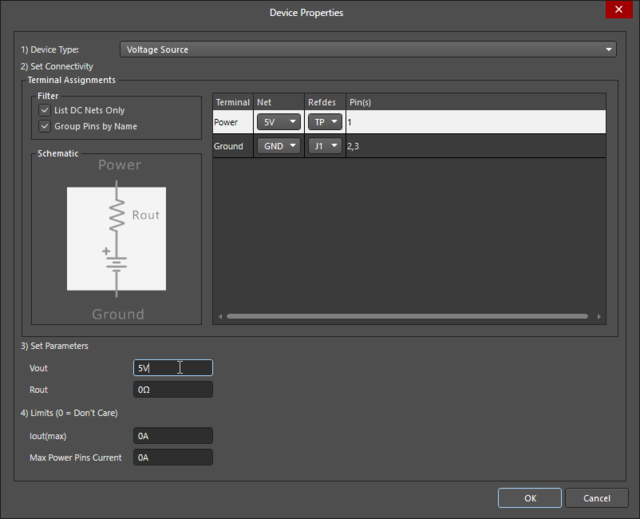 Device Properties
1) Device Type:
Voltage Source
2) Set Connectivity
Terminal Assignments
Filter
List DC Nets Only
Group Pins by Name
Schematic
Power
Rout
+
Ground
Terminal Net Refdes Pin(s)
Power 5V TP 1
Ground GND J1 2,3
3) Set Parameters
Vout 5V
Rout 0Ω
4) Limits (0 = Don't Care)
Iout(max) 0A
Max Power Pins Current 0A
OK Cancel